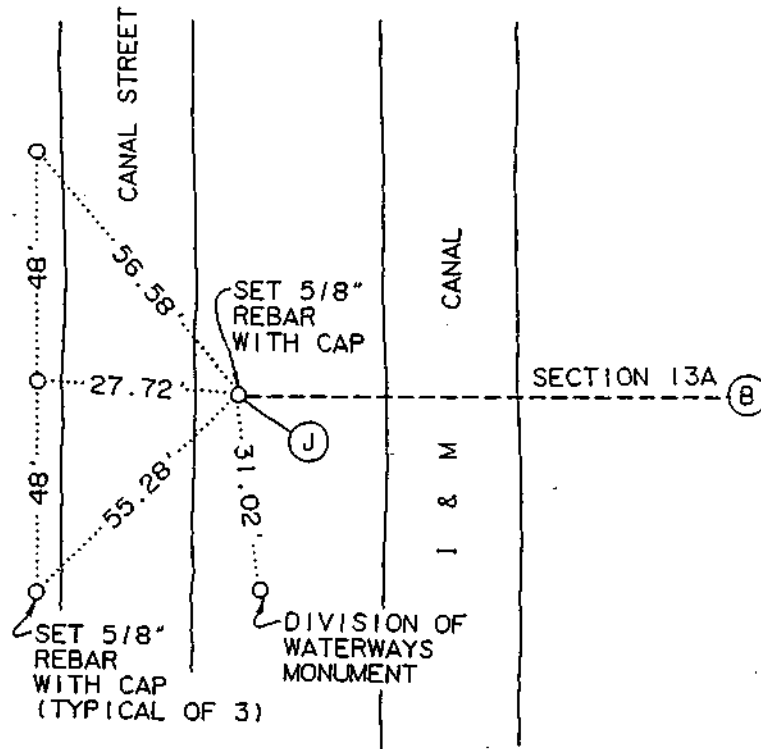 CANAL STREET
48'
56.58'
CANAL
SET 5/8"
REBAR
WITH CAP
27.72'
SECTION 13A
B
J
48'
55.28'
31.02'
I & M
SET 5/8"
REBAR
WITH CAP
(TYPICAL OF 3)
DIVISION OF
WATERWAYS
MONUMENT